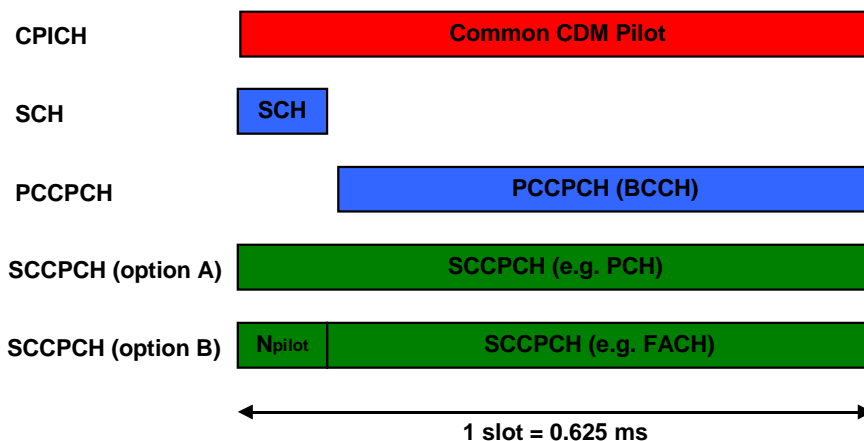 CPICH Common CDM Pilot
SCH SCH
PCCPCH PCCPCH (BCCH)
SCCPCH (option A) SCCPCH (e.g. PCH)
SCCPCH (option B) Npilot SCCPCH (e.g. FACH)
1 slot = 0.625 ms